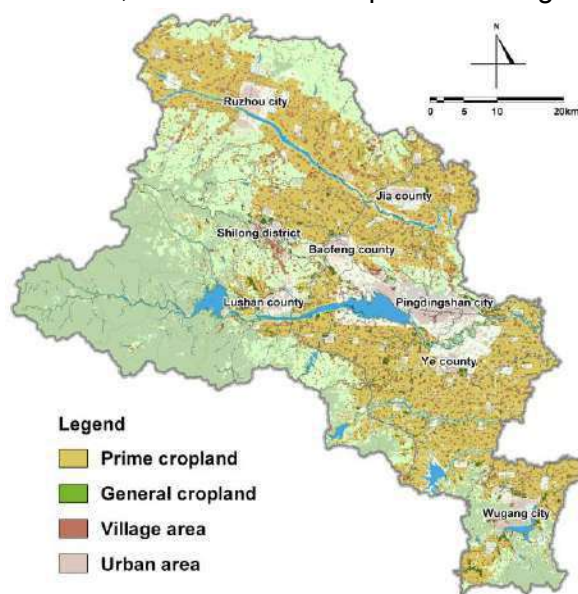 N
Ruzhou city
0 5 10 20km
Jia county
Shilong district
Baofeng county
Lushan county
Pingdingshan city
Ye county
Legend
Prime cropland
General cropland
Village area
Urban area
Wugang city